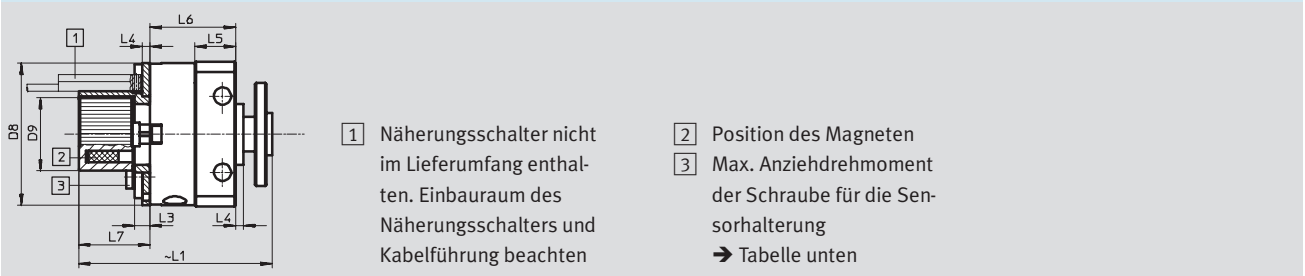 L6
L4
L5
1
D8
D9
2
3
L3
L4
L7
~L1
1 Näherungsschalter nicht
im Lieferumfang enthal-
ten. Einbauraum des
Näherungsschalters und
Kabelführung beachten
2 Position des Magneten
3 Max. Anziehdrehmoment
der Schraube für die Sen-
sorhalterung
➔ Tabelle unten